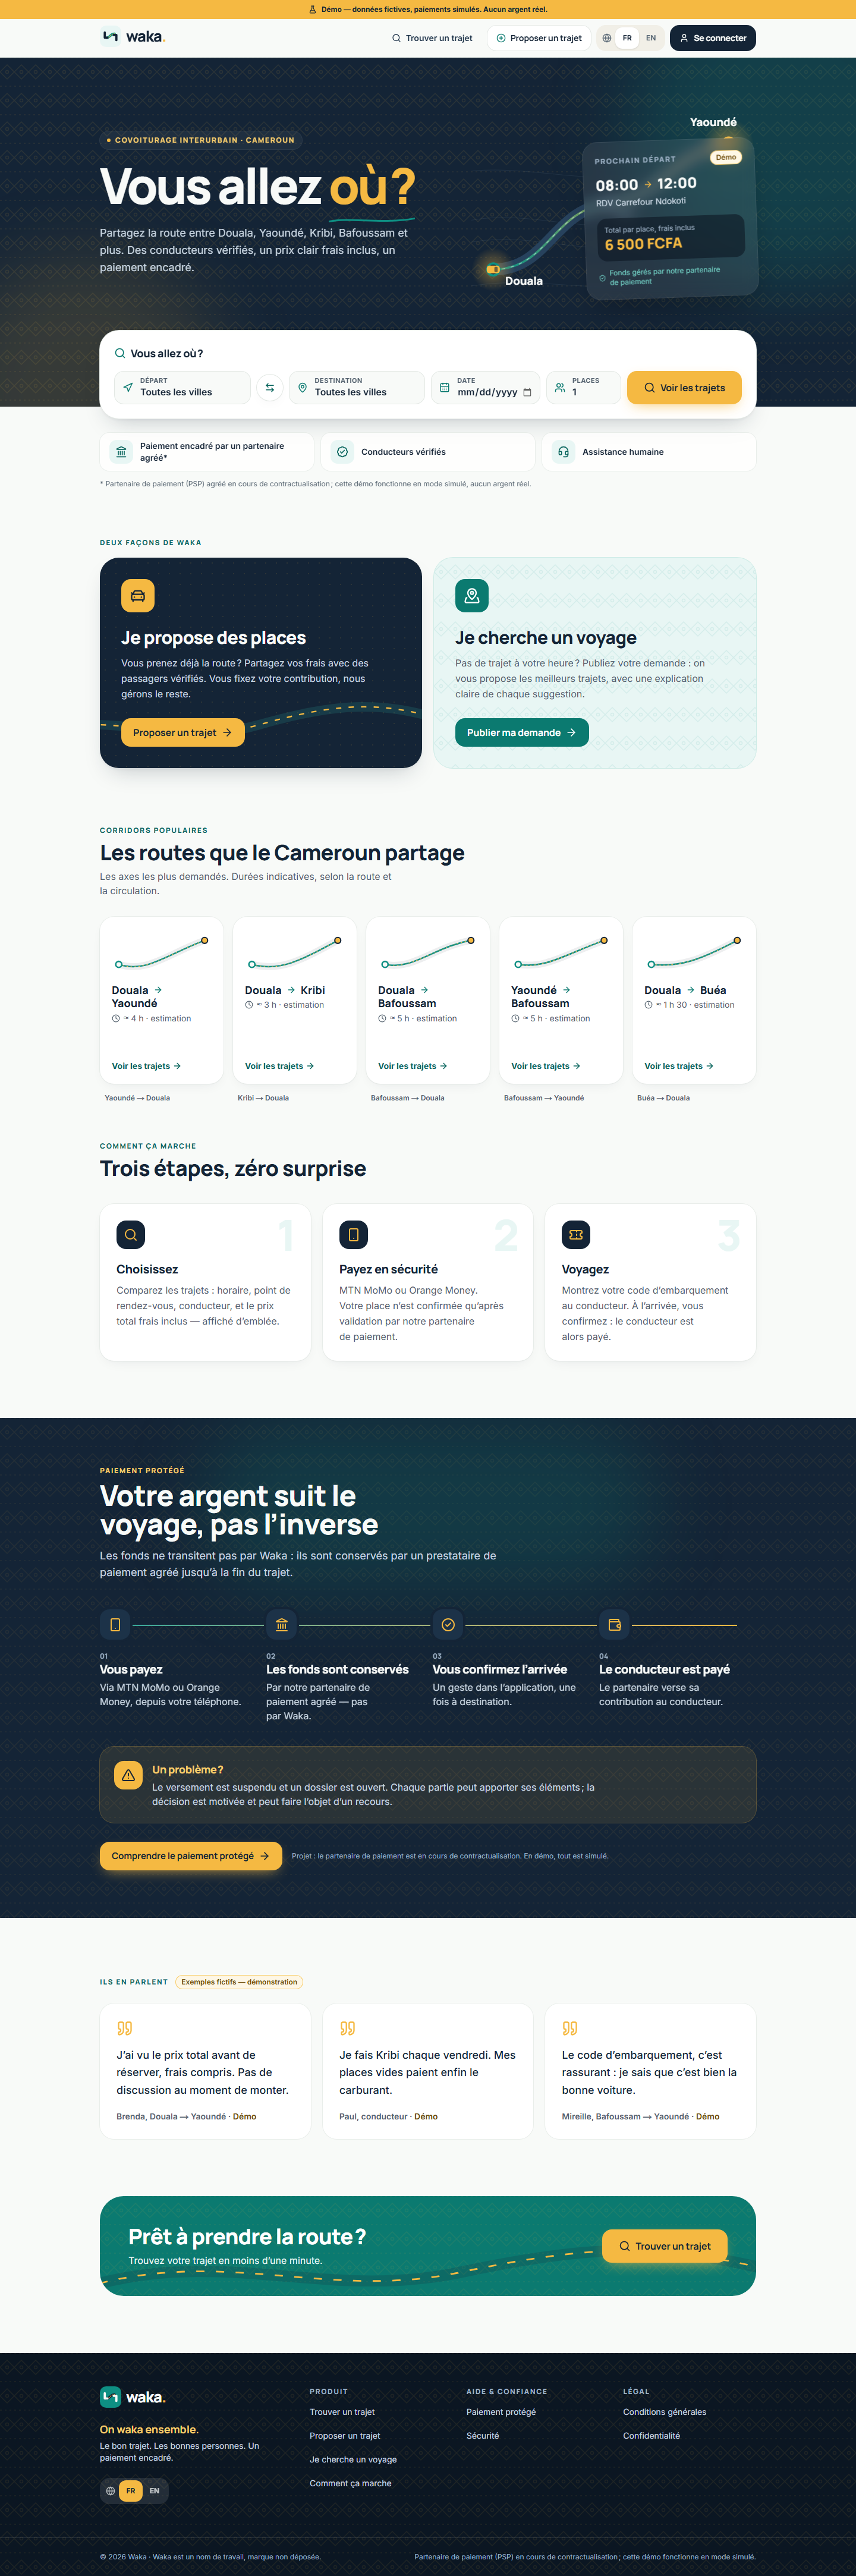 Démo — données fictives, paiements simulés. Aucun argent réel.
waka.
Trouver un trajet
Proposer un trajet
FR
EN
Se connecter
COVOITURAGE INTERURBAIN · CAMEROUN
Vous allez où ?
Partagez la route entre Douala, Yaoundé, Kribi, Bafoussam et
plus. Des conducteurs vérifiés, un prix clair frais inclus, un
paiement encadré.
Yaoundé
Douala
PROCHAIN DÉPART
Démo
08:00 → 12:00
RDV Carrefour Ndokoti
Total par place, frais inclus
6 500 FCFA
Fonds gérés par notre partenaire
de paiement
Vous allez où ?
DÉPART
Toutes les villes
DESTINATION
Toutes les villes
DATE
mm/dd/yyyy
PLACES
1
Voir les trajets
Paiement encadré par un partenaire
agréé*
Conducteurs vérifiés
Assistance humaine
* Partenaire de paiement (PSP) agréé en cours de contractualisation ; cette démo fonctionne en mode simulé, aucun argent réel.
DEUX FAÇONS DE WAKA
Je propose des places
Vous prenez déjà la route ? Partagez vos frais avec des
passagers vérifiés. Vous fixez votre contribution, nous
gérons le reste.
Proposer un trajet →
Je cherche un voyage
Pas de trajet à votre heure ? Publiez votre demande : on
vous propose les meilleurs trajets, avec une explication
claire de chaque suggestion.
Publier ma demande →
CORRIDORS POPULAIRES
Les routes que le Cameroun partage
Les axes les plus demandés. Durées indicatives, selon la route et
la circulation.
Douala →
Yaoundé
≈ 4 h · estimation
Voir les trajets →
Yaoundé → Douala
Douala → Kribi
≈ 3 h · estimation
Voir les trajets →
Kribi → Douala
Douala →
Bafoussam
≈ 5 h · estimation
Voir les trajets →
Bafoussam → Douala
Yaoundé →
Bafoussam
≈ 5 h · estimation
Voir les trajets →
Bafoussam → Yaoundé
Douala → Buéa
≈ 1 h 30 · estimation
Voir les trajets →
Buéa → Douala
COMMENT ÇA MARCHE
Trois étapes, zéro surprise
1
Choisissez
Comparez les trajets : horaire, point de
rendez-vous, conducteur, et le prix
total frais inclus — affiché d’emblée.
2
Payez en sécurité
MTN MoMo ou Orange Money.
Votre place n’est confirmée qu’après
validation par notre partenaire
de paiement.
3
Voyagez
Montrez votre code d’embarquement
au conducteur. À l’arrivée, vous
confirmez : le conducteur est
alors payé.
PAIEMENT PROTÉGÉ
Votre argent suit le
voyage, pas l’inverse
Les fonds ne transitent pas par Waka : ils sont conservés par un prestataire de
paiement agréé jusqu’à la fin du trajet.
01
Vous payez
Via MTN MoMo ou Orange
Money, depuis votre téléphone.
02
Les fonds sont conservés
Par notre partenaire de
paiement agréé — pas
par Waka.
03
Vous confirmez l’arrivée
Un geste dans l’application, une
fois à destination.
04
Le conducteur est payé
Le partenaire verse sa
contribution au conducteur.
Un problème ?
Le versement est suspendu et un dossier est ouvert. Chaque partie peut apporter ses éléments ; la
décision est motivée et peut faire l’objet d’un recours.
Comprendre le paiement protégé →
Projet : le partenaire de paiement est en cours de contractualisation. En démo, tout est simulé.
ILS EN PARLENT
Exemples fictifs — démonstration
J’ai vu le prix total avant de
réserver, frais compris. Pas de
discussion au moment de monter.
Brenda, Douala → Yaoundé · Démo
Je fais Kribi chaque vendredi. Mes
places vides paient enfin le
carburant.
Paul, conducteur · Démo
Le code d’embarquement, c’est
rassurant : je sais que c’est bien la
bonne voiture.
Mireille, Bafoussam → Yaoundé · Démo
Prêt à prendre la route ?
Trouvez votre trajet en moins d’une minute.
Trouver un trajet
waka.
On waka ensemble.
Le bon trajet. Les bonnes personnes. Un
paiement encadré.
FR
EN
PRODUIT
Trouver un trajet
Proposer un trajet
Je cherche un voyage
Comment ça marche
AIDE & CONFIANCE
Paiement protégé
Sécurité
LÉGAL
Conditions générales
Confidentialité
© 2026 Waka · Waka est un nom de travail, marque non déposée.
Partenaire de paiement (PSP) en cours de contractualisation ; cette démo fonctionne en mode simulé.